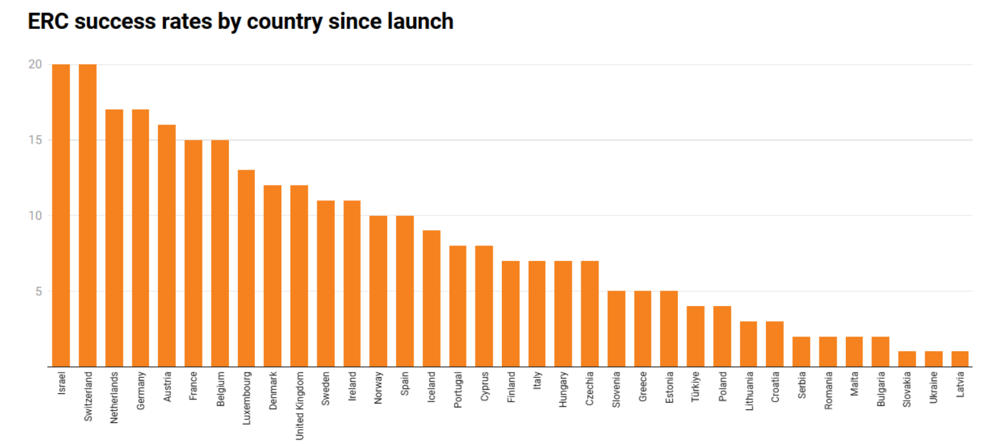 ERC success rates by country since launch
20
15
10
5
Israel
Switzerland
Netherlands
Germany
Austria
France
Belgium
Luxembourg
Denmark
United Kingdom
Sweden
Ireland
Norway
Spain
Iceland
Portugal
Cyprus
Finland
Italy
Hungary
Czechia
Slovenia
Greece
Estonia
Türkiye
Poland
Lithuania
Croatia
Serbia
Romania
Malta
Bulgaria
Slovakia
Ukraine
Latvia